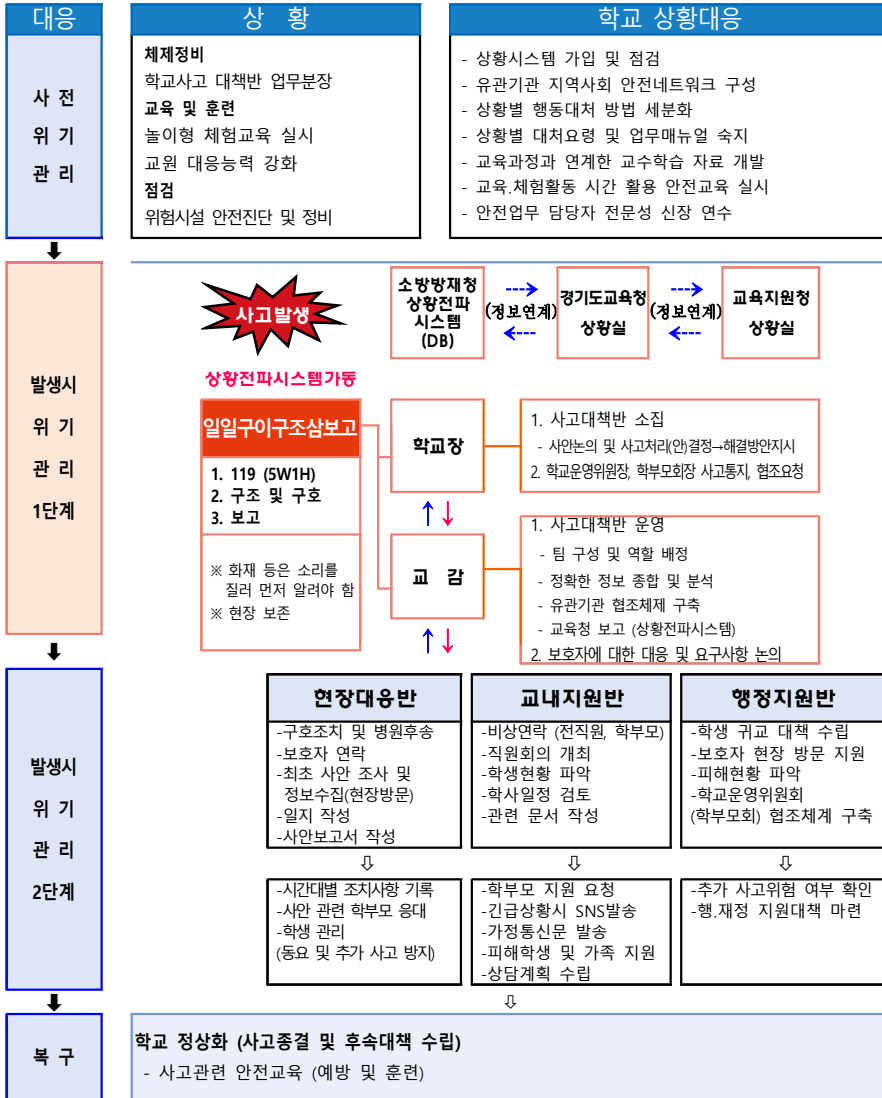 대응
상 황
학교 상황대응
사 전
위 기
관 리
체제정비
학교사고 대책반 업무분장
교육 및 훈련
놀이형 체험교육 실시
교원 대응능력 강화
점검
위험시설 안전진단 및 정비
- 상황시스템 가입 및 점검
- 유관기관 지역사회 안전네트워크 구성
- 상황별 행동대처 방법 세분화
- 상황별 대처요령 및 업무매뉴얼 숙지
- 교육과정과 연계한 교수학습 자료 개발
- 교육.체험활동 시간 활용 안전교육 실시
- 안전업무 담당자 전문성 신장 연수
발생시
위 기
관 리
1단계
사고발생
소방방재청
상황전파
시스템
(DB)
(정보연계)
경기도교육청
상황실
(정보연계)
교육지원청
상황실
상황전파시스템가동
일일구이구조삼보고
1. 119 (5W1H)
2. 구조 및 구호
3. 보고
※ 화재 등은 소리를
질러 먼저 알려야 함
※ 현장 보존
학교장
1. 사고대책반 소집
- 사안논의 및 사고처리(안)결정→해결방안지시
2. 학교운영위원장, 학부모회장 사고통지, 협조요청
교 감
1. 사고대책반 운영
- 팀 구성 및 역할 배정
- 정확한 정보 종합 및 분석
- 유관기관 협조체제 구축
- 교육청 보고 (상황전파시스템)
2. 보호자에 대한 대응 및 요구사항 논의
발생시
위 기
관 리
2단계
현장대응반
-구호조치 및 병원후송
-보호자 연락
-최초 사안 조사 및
정보수집(현장방문)
-일지 작성
-사안보고서 작성
교내지원반
-비상연락 (전직원, 학부모)
-직원회의 개최
-학생현황 파악
-학사일정 검토
-관련 문서 작성
행정지원반
-학생 귀교 대책 수립
-보호자 현장 방문 지원
-피해현황 파악
-학교운영위원회
(학부모회) 협조체계 구축
-시간대별 조치사항 기록
-사안 관련 학부모 응대
-학생 관리
(동요 및 추가 사고 방지)
-학부모 지원 요청
-긴급상황시 SNS발송
-가정통신문 발송
-피해학생 및 가족 지원
-상담계획 수립
-추가 사고위험 여부 확인
-행.재정 지원대책 마련
복 구
학교 정상화 (사고종결 및 후속대책 수립)
- 사고관련 안전교육 (예방 및 훈련)